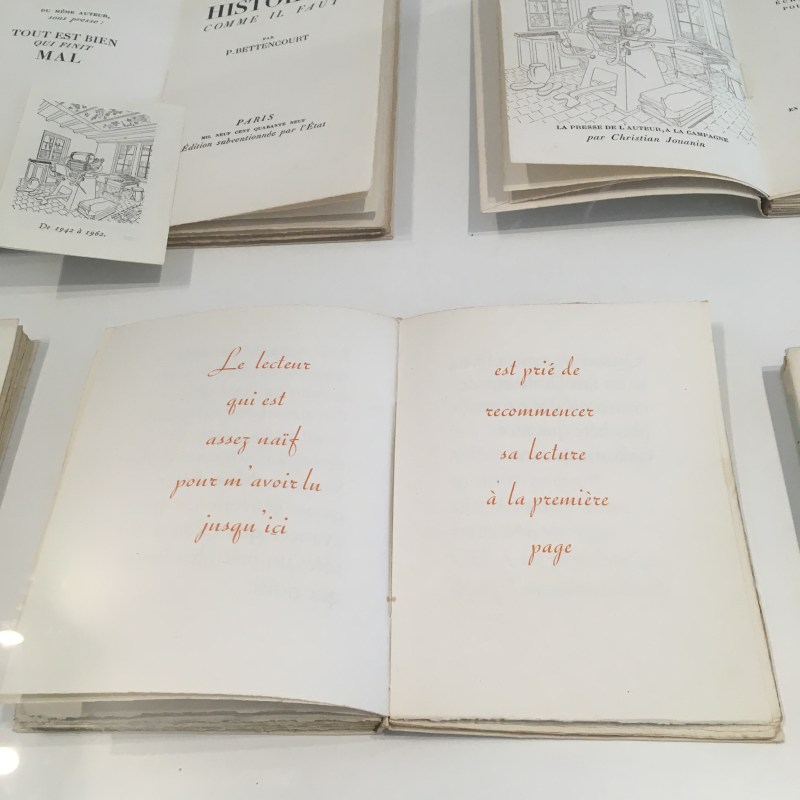 DU MÊME AUTEUR,
sous presse :
TOUT EST BIEN
QUI FINIT
MAL
COMME IL FAUT
PAR
P. BETTENCOURT
PARIS
MIL NEUF CENT QUARANTE NEUF
Édition subventionnée par l'État
De 1942 à 1962.
LA PRESSE DE L'AUTEUR, A LA CAMPAGNE
par Christian Jouanin
Le lecteur
qui est
assez naïf
pour m'avoir lu
jusqu'ici
est prié de
recommencer
sa lecture
à la première
page